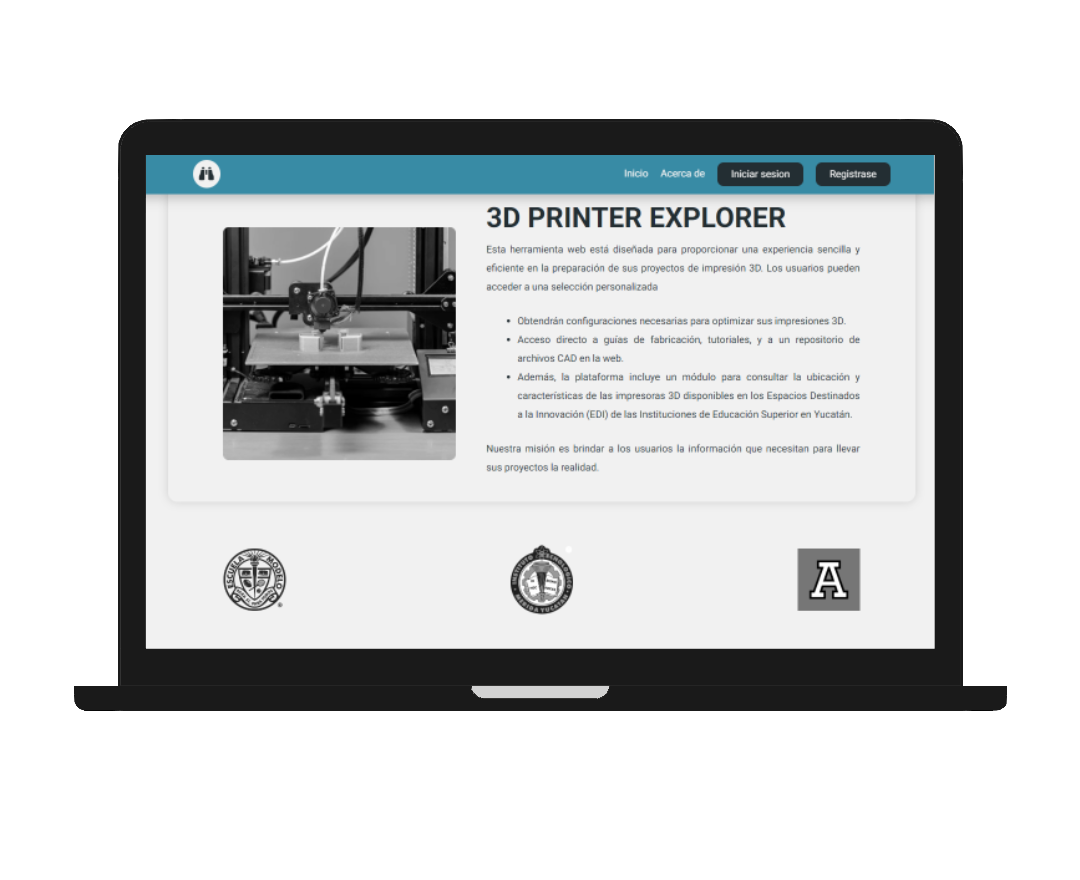 Inicio Acerca de Iniciar sesion Registrase
3D PRINTER EXPLORER
Esta herramienta web está diseñada para proporcionar una experiencia sencilla y
eficiente en la preparación de sus proyectos de impresión 3D. Los usuarios pueden
acceder a una selección personalizada
• Obtendrán configuraciones necesarias para optimizar sus impresiones 3D.
• Acceso directo a guías de fabricación, tutoriales, y a un repositorio de
archivos CAD en la web.
• Además, la plataforma incluye un módulo para consultar la ubicación y
características de las impresoras 3D disponibles en los Espacios Destinados
a la Innovación (EDI) de las Instituciones de Educación Superior en Yucatán.
Nuestra misión es brindar a los usuarios la información que necesitan para llevar
sus proyectos la realidad.
ESCUELA MODELO
®
INSTITUTO TECNOLOGICO
MERIDA YUCATAN
A